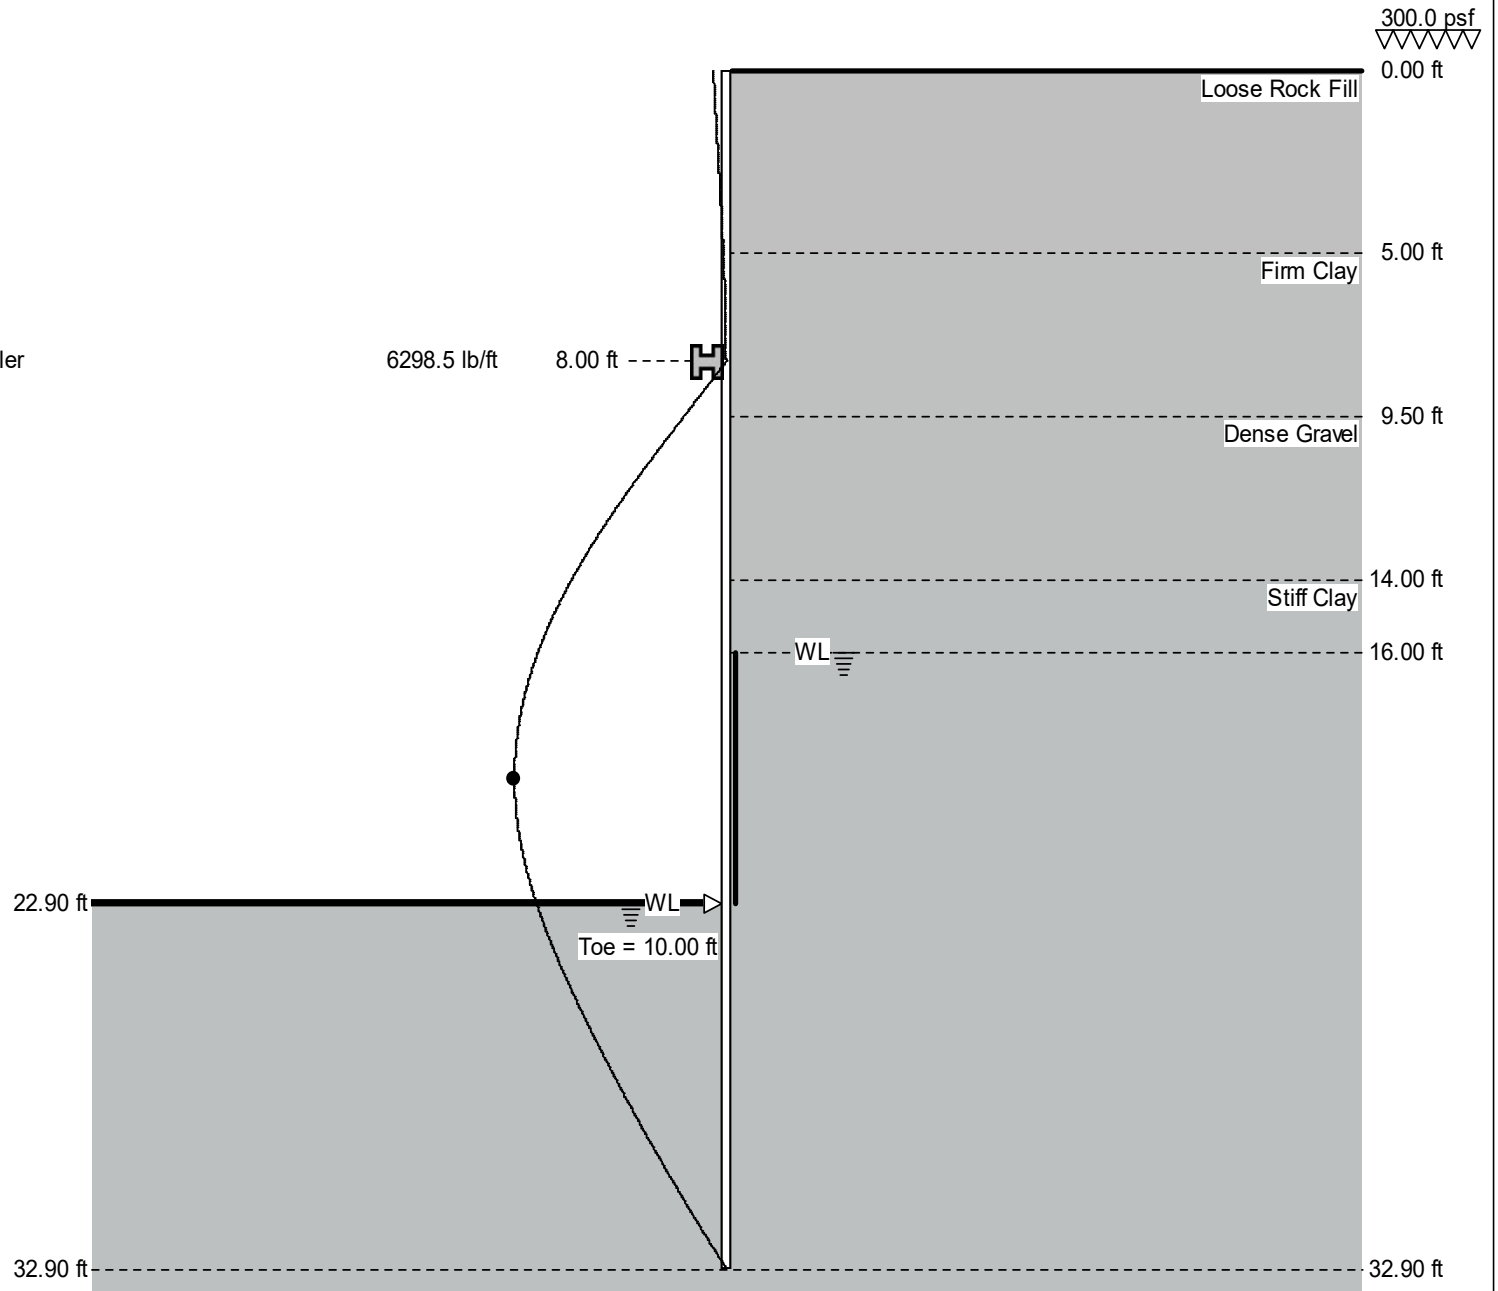 300.0 psf
0.00 ft
Loose Rock Fill
5.00 ft
Firm Clay
ler 6298.5 lb/ft 8.00 ft
9.50 ft
Dense Gravel
14.00 ft
Stiff Clay
WL 16.00 ft
22.90 ft WL
Toe = 10.00 ft
32.90 ft 32.90 ft